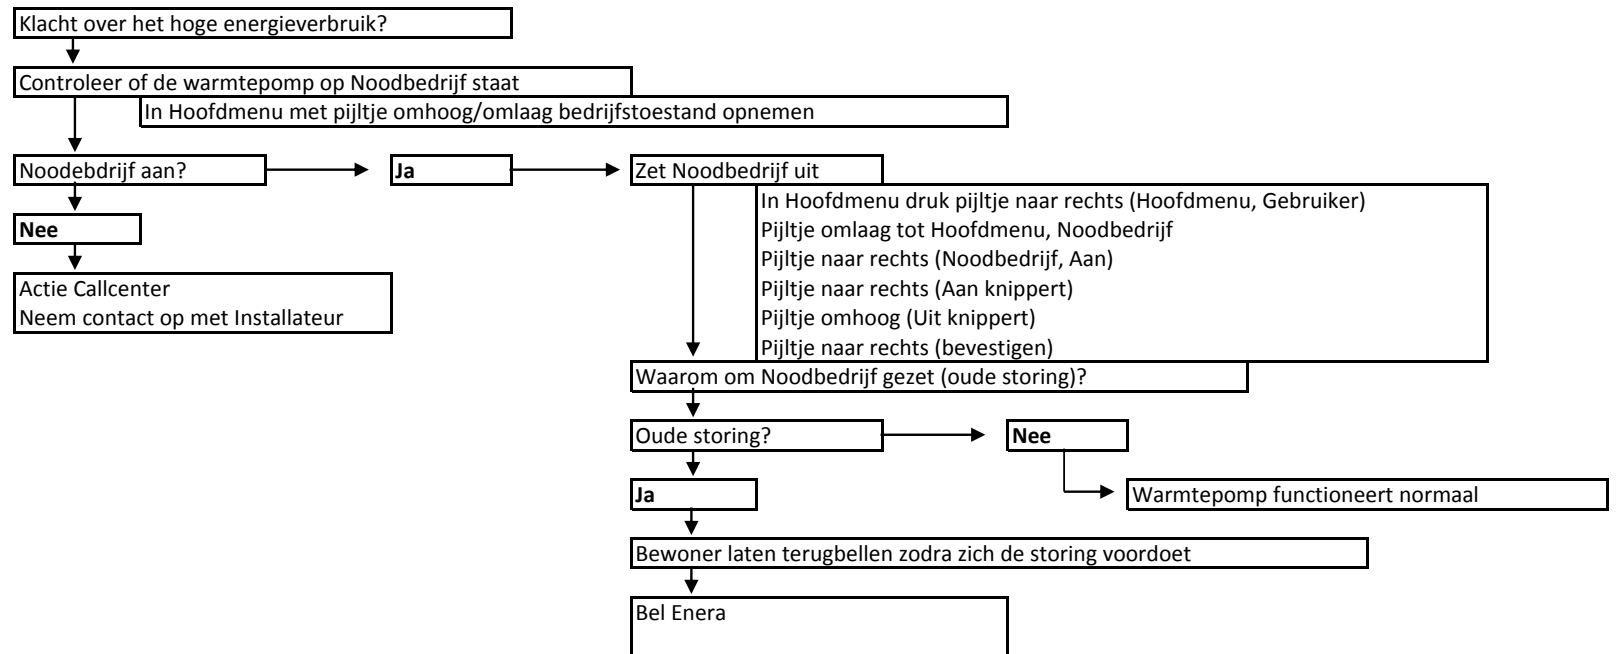 Klacht over het hoge energieverbruik?
Controleer of de warmtepomp op Noodbedrijf staat
In Hoofdmenu met pijltje omhoog/omlaag bedrijfstoestand opnemen
Noodebdrijf aan?
Ja
Zet Noodbedrijf uit
In Hoofdmenu druk pijltje naar rechts (Hoofdmenu, Gebruiker)
Pijltje omlaag tot Hoofdmenu, Noodbedrijf
Pijltje naar rechts (Noodbedrijf, Aan)
Pijltje naar rechts (Aan knippert)
Pijltje omhoog (Uit knippert)
Pijltje naar rechts (bevestigen)
Nee
Actie Callcenter
Neem contact op met Installateur
Waarom om Noodbedrijf gezet (oude storing)?
Oude storing?
Nee
Ja
Warmtepomp functioneert normaal
Bewoner laten terugbellen zodra zich de storing voordoet
Bel Enera